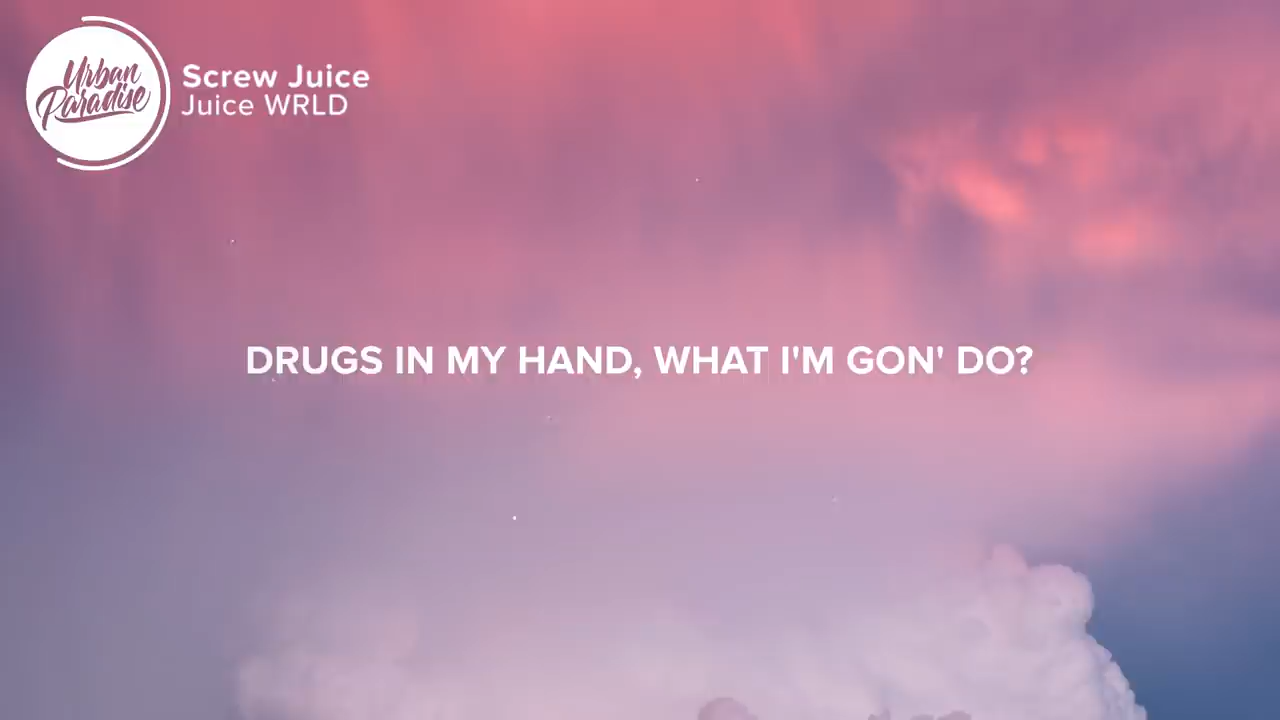 Urban
Paradise
Screw Juice
Juice WRLD
DRUGS IN MY HAND, WHAT I'M GON' DO?